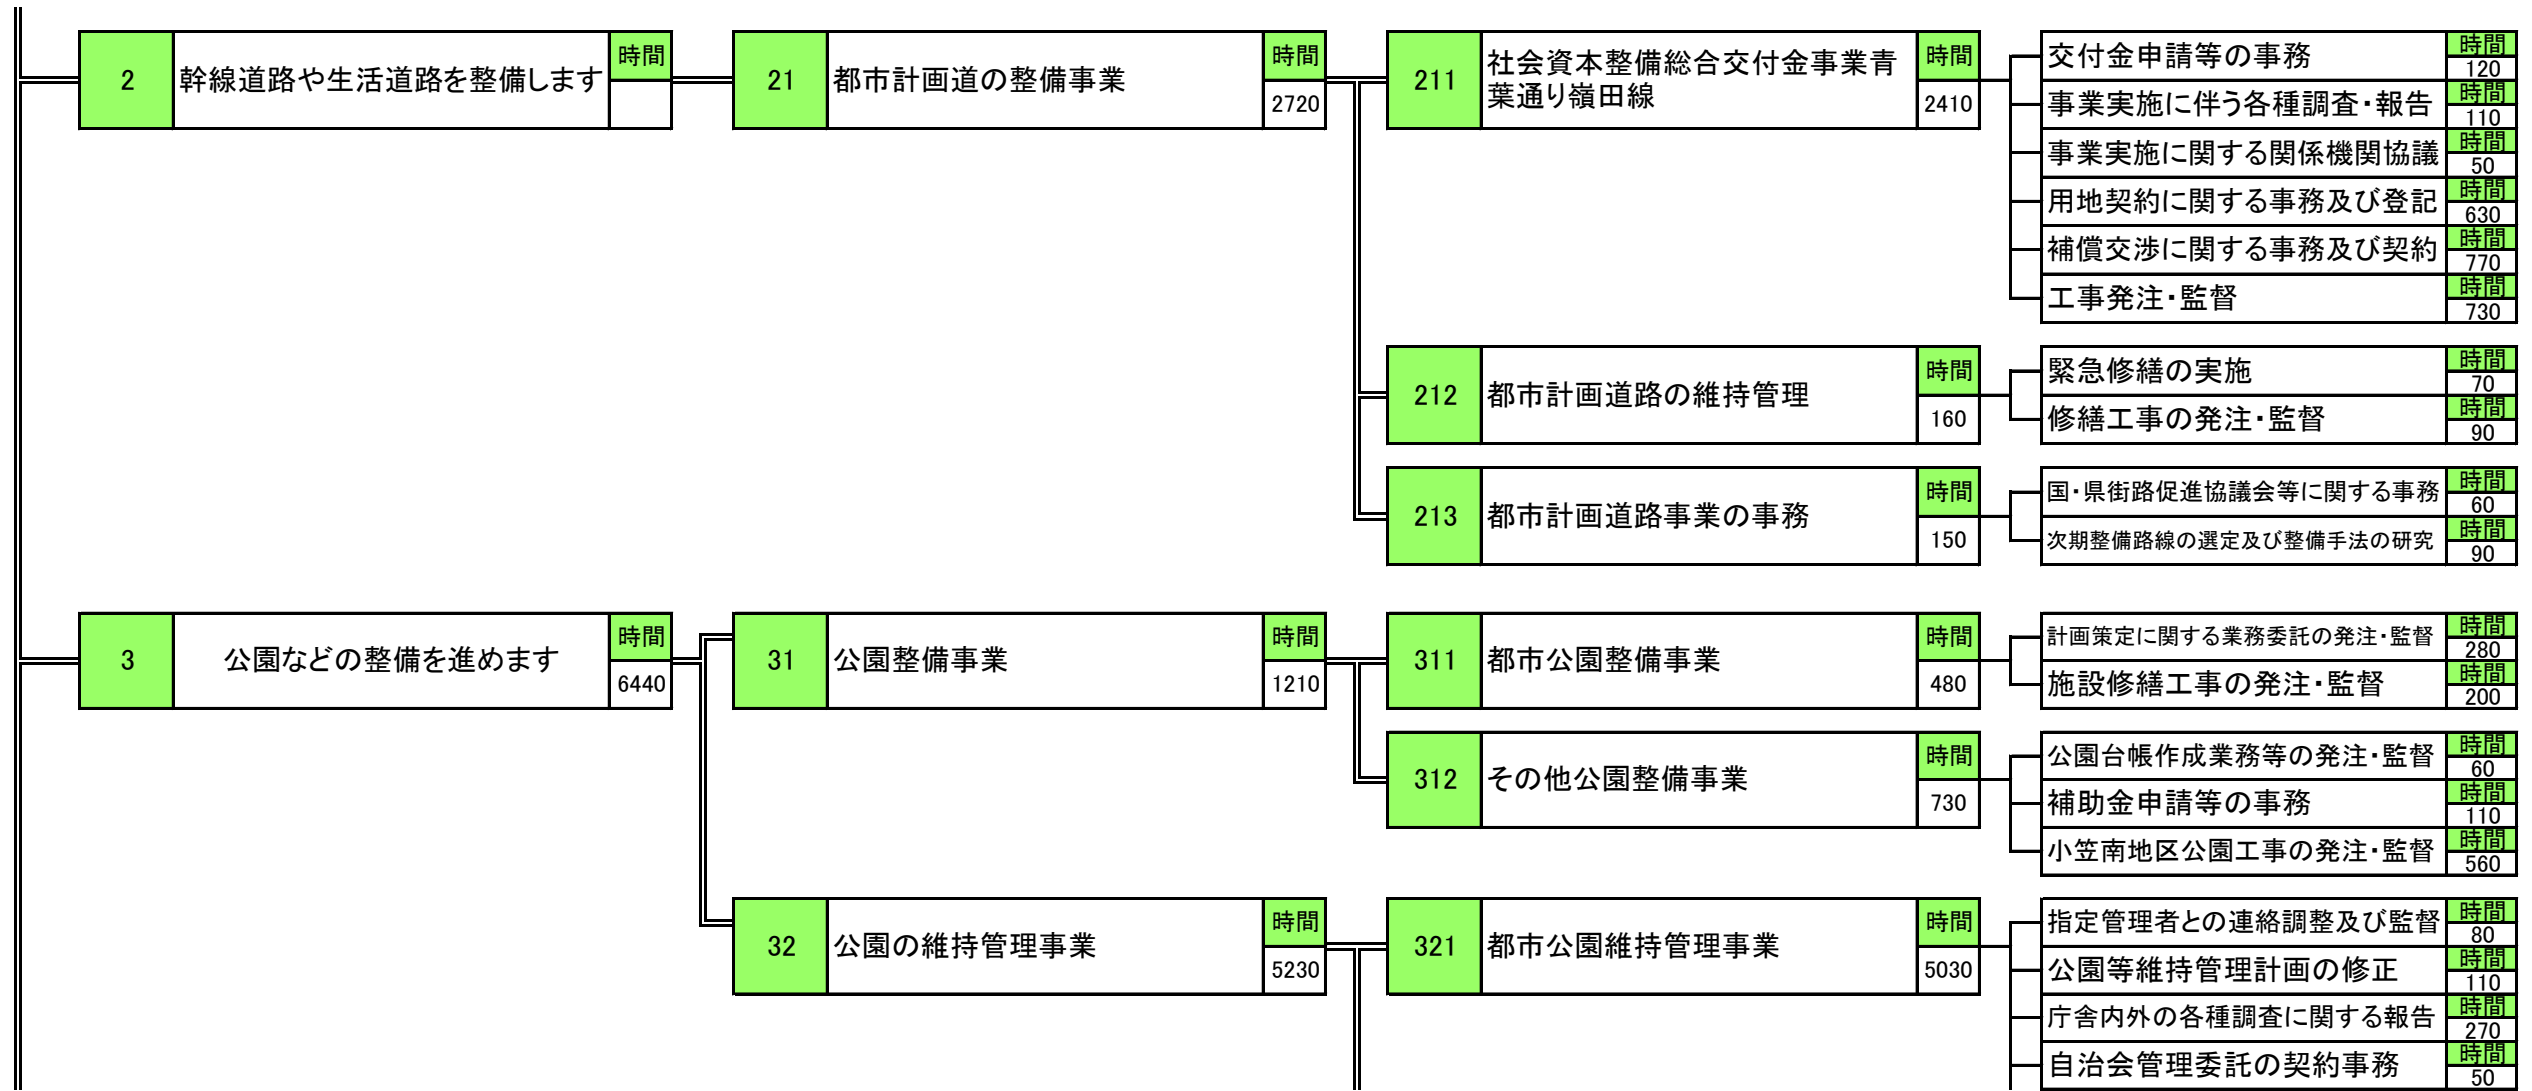 2
幹線道路や生活道路を整備します
時間
21
都市計画道の整備事業
時間
2720
211
社会資本整備総合交付金事業青
葉通り嶺田線
時間
2410
交付金申請等の事務
時間
120
事業実施に伴う各種調査・報告
時間
110
事業実施に関する関係機関協議
時間
50
用地契約に関する事務及び登記
時間
630
補償交渉に関する事務及び契約
時間
770
工事発注・監督
時間
730
212
都市計画道路の維持管理
時間
160
緊急修繕の実施
時間
70
修繕工事の発注・監督
時間
90
213
都市計画道路事業の事務
時間
150
国・県街路促進協議会等に関する事務
時間
60
次期整備路線の選定及び整備手法の研究
時間
90
3
公園などの整備を進めます
時間
6440
31
公園整備事業
時間
1210
311
都市公園整備事業
時間
480
計画策定に関する業務委託の発注・監督
時間
280
施設修繕工事の発注・監督
時間
200
312
その他公園整備事業
時間
730
公園台帳作成業務等の発注・監督
時間
60
補助金申請等の事務
時間
110
小笠南地区公園工事の発注・監督
時間
560
32
公園の維持管理事業
時間
5230
321
都市公園維持管理事業
時間
5030
指定管理者との連絡調整及び監督
時間
80
公園等維持管理計画の修正
時間
110
庁舎内外の各種調査に関する報告
時間
270
自治会管理委託の契約事務
時間
50